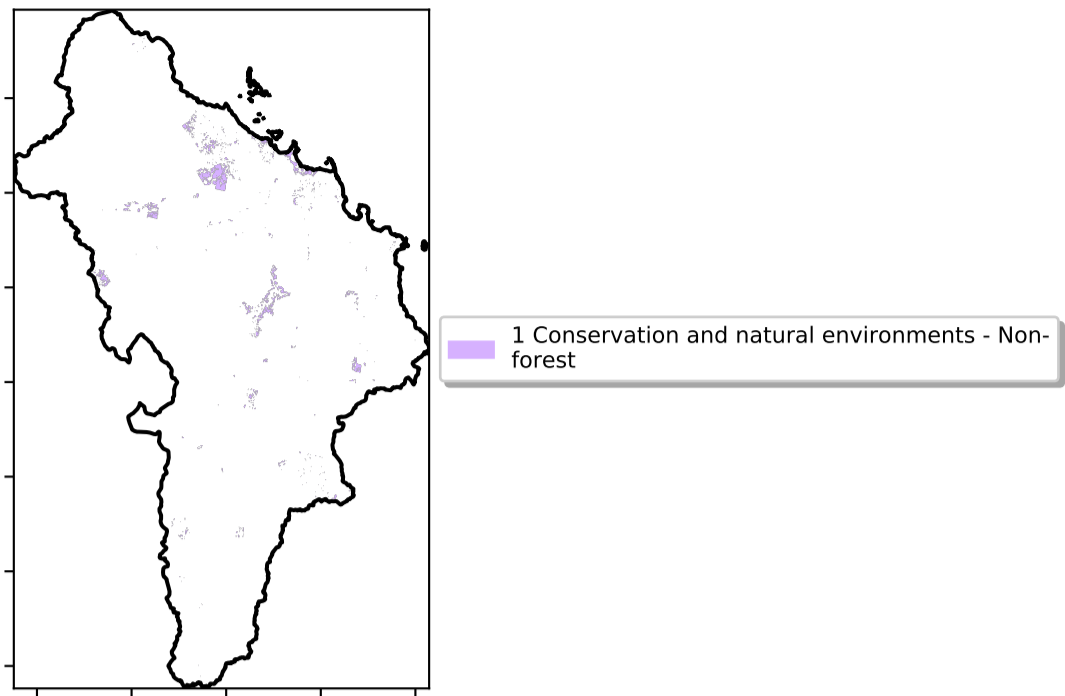 1 Conservation and natural environments - Non-
forest